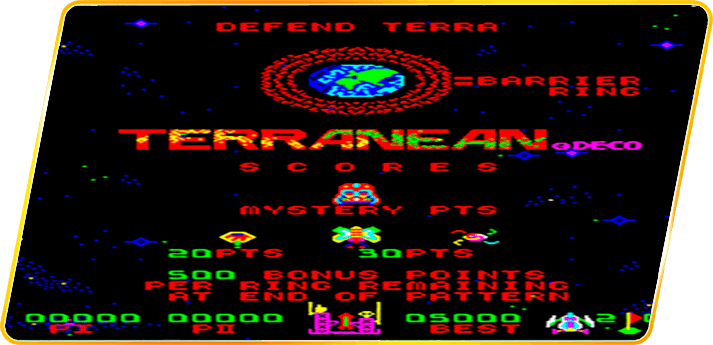 DEFEND TERRA
=BARRIER
RING
TERRANEAN @DECO
SCORES
MYSTERY PTS
20PTS 30PTS
500 BONUS POINTS
PER RING REMAINING
AT END OF PATTERN
00000 00000 05000 2
PI PII BEST